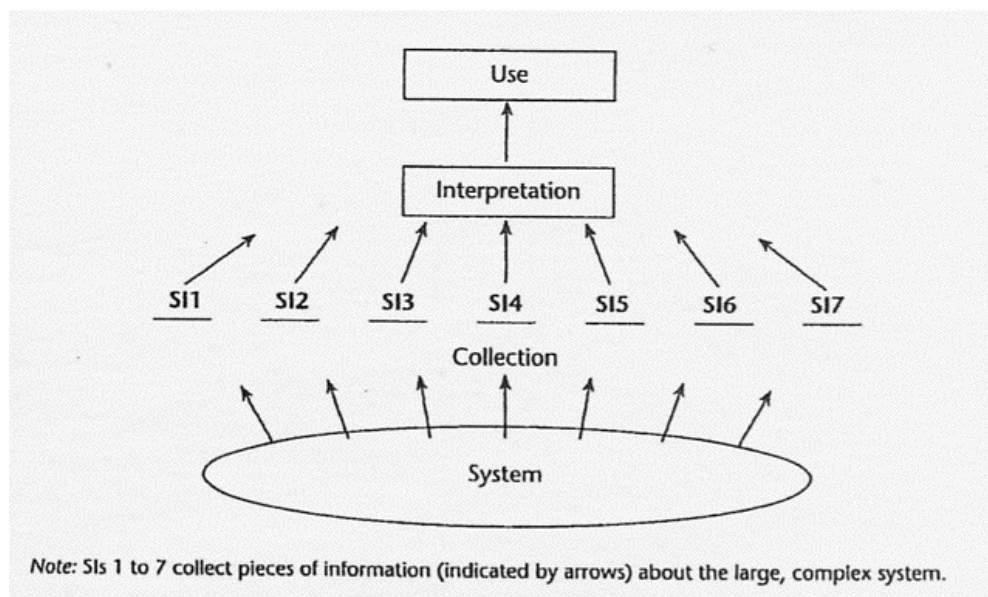 Use
Interpretation
SI1 SI2 SI3 SI4 SI5 SI6 SI7
Collection
System
Note: SIs 1 to 7 collect pieces of information (indicated by arrows) about the large, complex system.